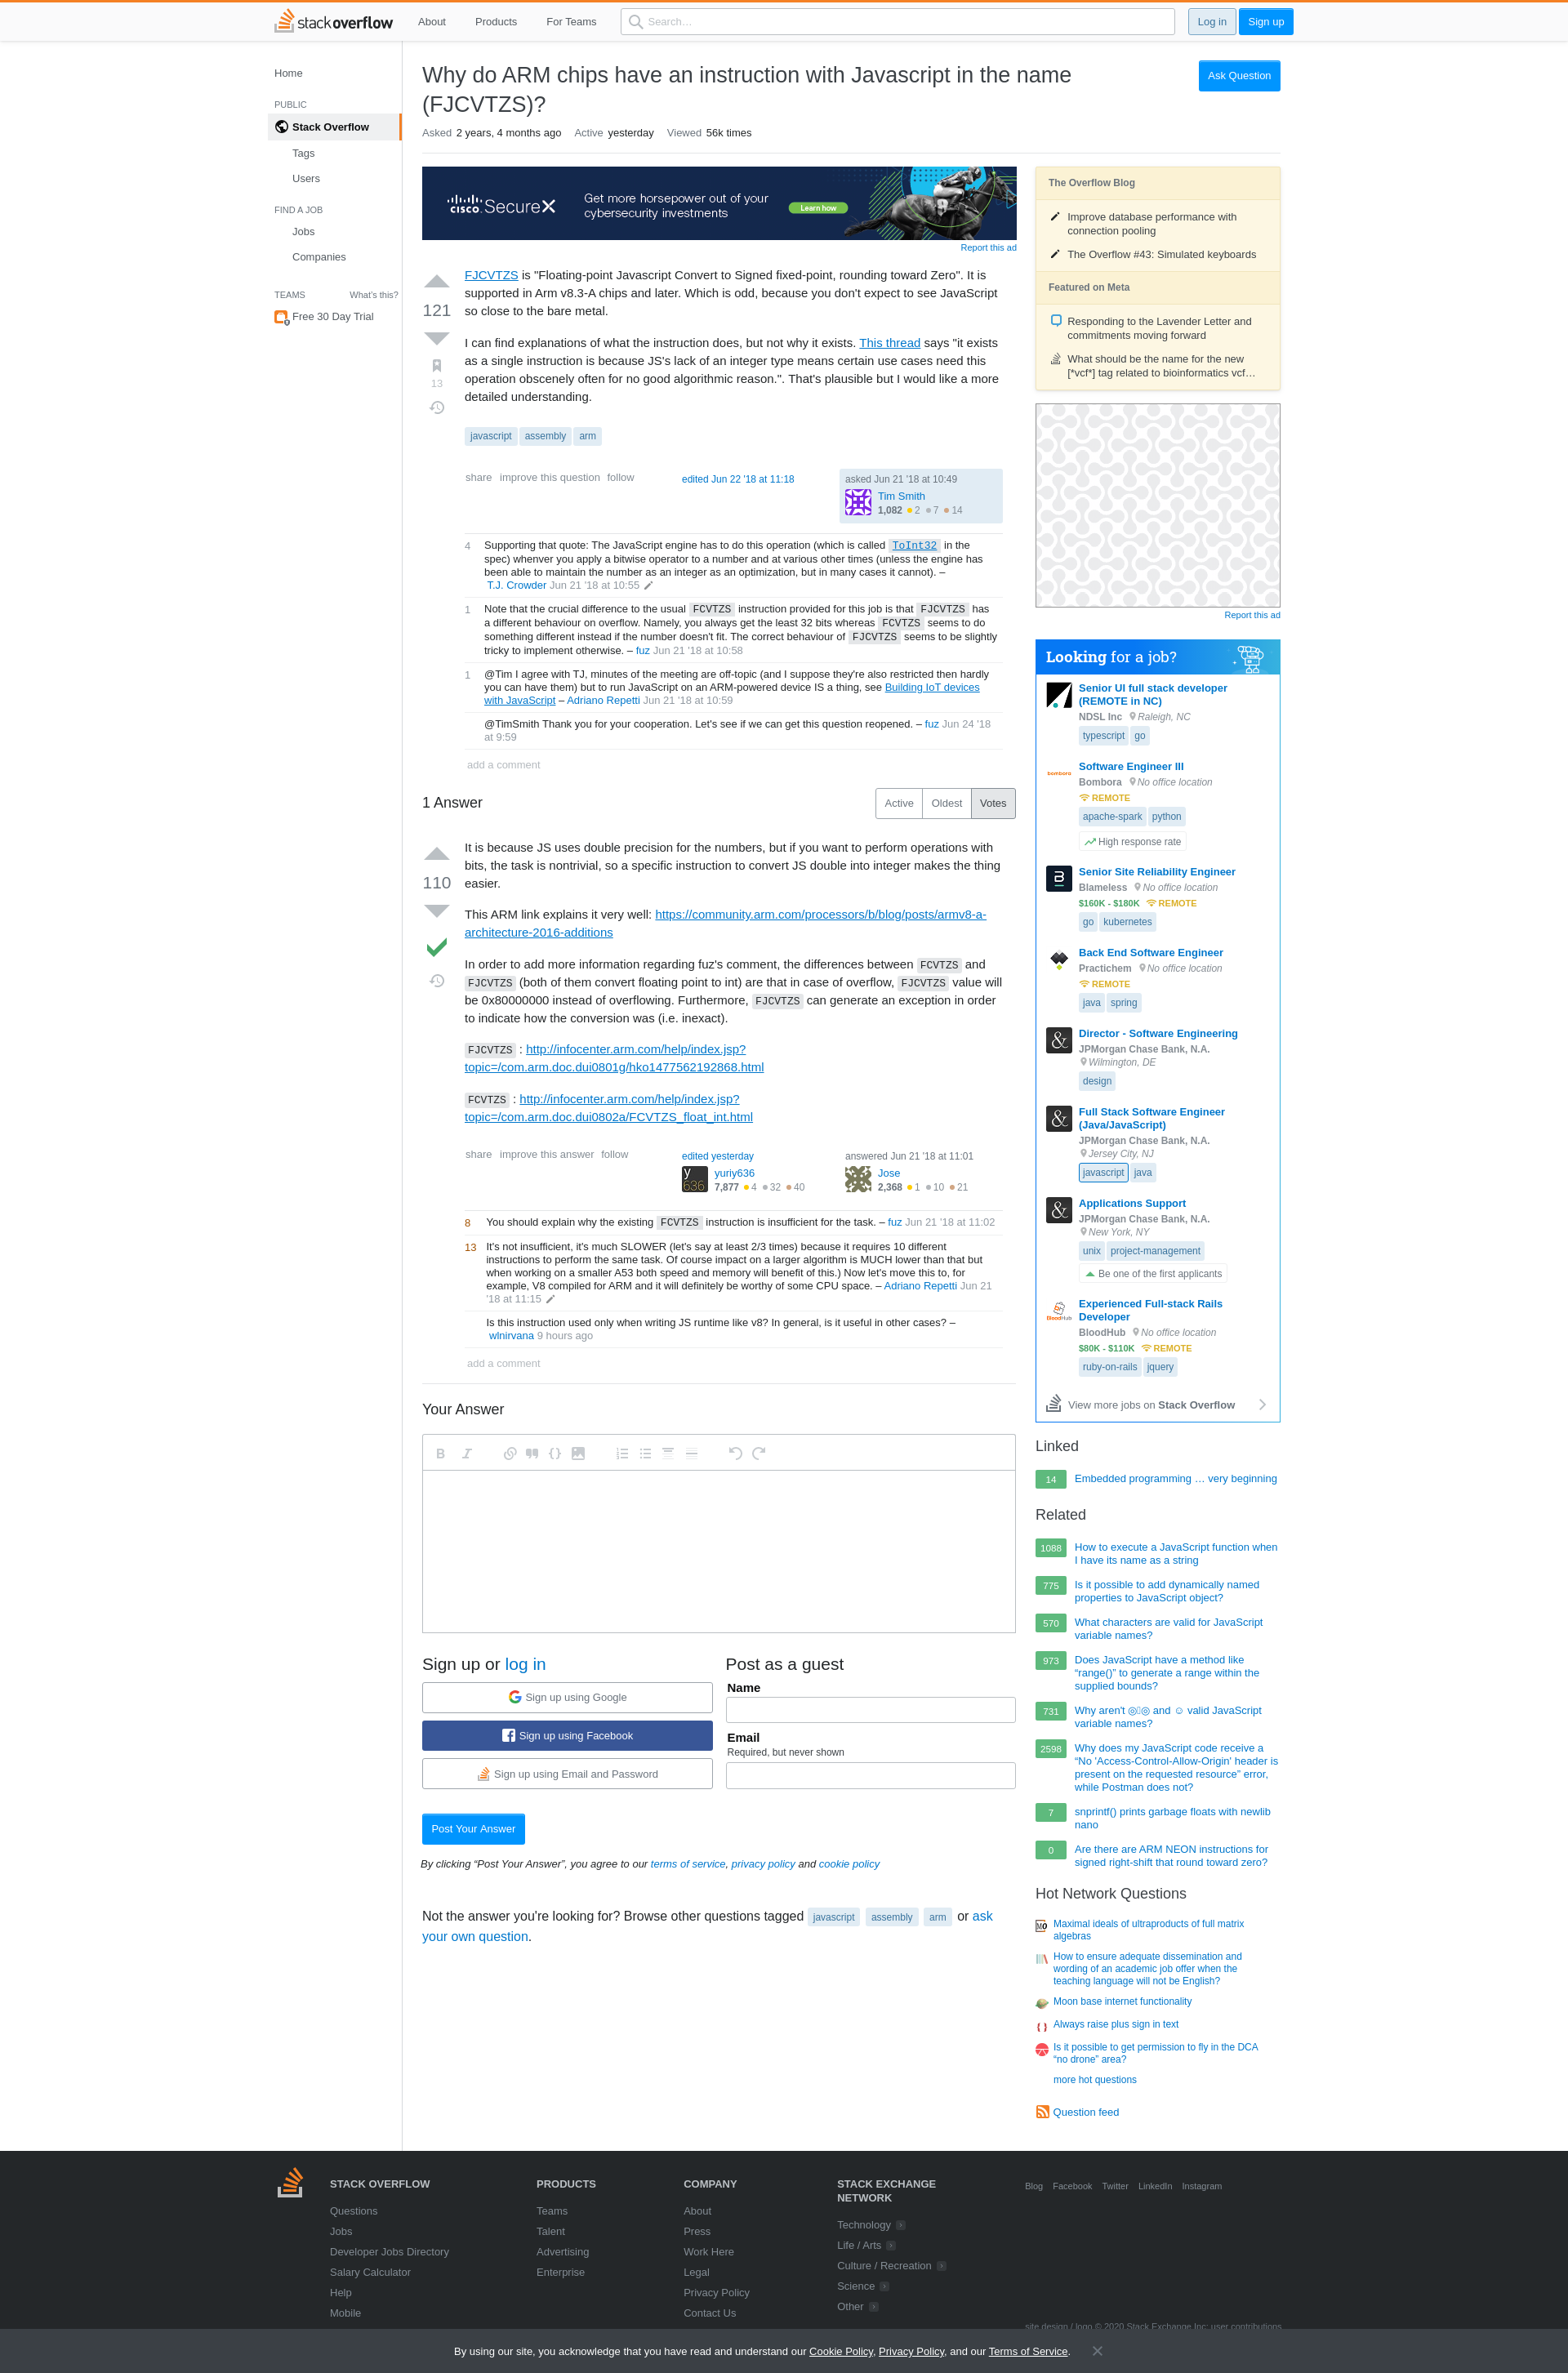 stackoverflow
About
Products
For Teams
Search…
Log in
Sign up
Home
PUBLIC
Stack Overflow
Tags
Users
FIND A JOB
Jobs
Companies
TEAMS
What's this?
Free 30 Day Trial
Why do ARM chips have an instruction with Javascript in the name
(FJCVTZS)?
Ask Question
Asked 2 years, 4 months ago Active yesterday Viewed 56k times
cisco. SecureX
Get more horsepower out of your
cybersecurity investments
Learn how
Report this ad
121
13
FJCVTZS is "Floating-point Javascript Convert to Signed fixed-point, rounding toward Zero". It is
supported in Arm v8.3-A chips and later. Which is odd, because you don't expect to see JavaScript
so close to the bare metal.
I can find explanations of what the instruction does, but not why it exists. This thread says "it exists
as a single instruction is because JS's lack of an integer type means certain use cases need this
operation obscenely often for no good algorithmic reason.". That's plausible but I would like a more
detailed understanding.
javascript assembly arm
share improve this question follow
edited Jun 22 '18 at 11:18
asked Jun 21 '18 at 10:49
Tim Smith
1,082 2 7 14
4
Supporting that quote: The JavaScript engine has to do this operation (which is called ToInt32 in the
spec) whenver you apply a bitwise operator to a number and at various other times (unless the engine has
been able to maintain the number as an integer as an optimization, but in many cases it cannot). –
T.J. Crowder Jun 21 '18 at 10:55
1
Note that the crucial difference to the usual FCVTZS instruction provided for this job is that FJCVTZS has
a different behaviour on overflow. Namely, you always get the least 32 bits whereas FCVTZS seems to do
something different instead if the number doesn't fit. The correct behaviour of FJCVTZS seems to be slightly
tricky to implement otherwise. – fuz Jun 21 '18 at 10:58
1
@Tim I agree with TJ, minutes of the meeting are off-topic (and I suppose they're also restricted then hardly
you can have them) but to run JavaScript on an ARM-powered device IS a thing, see Building IoT devices
with JavaScript – Adriano Repetti Jun 21 '18 at 10:59
@TimSmith Thank you for your cooperation. Let's see if we can get this question reopened. – fuz Jun 24 '18
at 9:59
add a comment
1 Answer
Active Oldest Votes
110
It is because JS uses double precision for the numbers, but if you want to perform operations with
bits, the task is nontrivial, so a specific instruction to convert JS double into integer makes the thing
easier.
This ARM link explains it very well: https://community.arm.com/processors/b/blog/posts/armv8-a-
architecture-2016-additions
In order to add more information regarding fuz's comment, the differences between FCVTZS and
FJCVTZS (both of them convert floating point to int) are that in case of overflow, FJCVTZS value will
be 0x80000000 instead of overflowing. Furthermore, FJCVTZS can generate an exception in order
to indicate how the conversion was (i.e. inexact).
FJCVTZS : http://infocenter.arm.com/help/index.jsp?
topic=/com.arm.doc.dui0801g/hko1477562192868.html
FCVTZS : http://infocenter.arm.com/help/index.jsp?
topic=/com.arm.doc.dui0802a/FCVTZS_float_int.html
share improve this answer follow
edited yesterday
y
636
yuriy636
7,877 4 32 40
answered Jun 21 '18 at 11:01
Jose
2,368 1 10 21
8
You should explain why the existing FCVTZS instruction is insufficient for the task. – fuz Jun 21 '18 at 11:02
13
It's not insufficient, it's much SLOWER (let's say at least 2/3 times) because it requires 10 different
instructions to perform the same task. Of course impact on a larger algorithm is MUCH lower than that but
when working on a smaller A53 both speed and memory will benefit of this.) Now let's move this to, for
example, V8 compiled for ARM and it will definitely be worthy of some CPU space. – Adriano Repetti Jun 21
'18 at 11:15
Is this instruction used only when writing JS runtime like v8? In general, is it useful in other cases? –
wlnirvana 9 hours ago
add a comment
Your Answer
Sign up or log in
Sign up using Google
Sign up using Facebook
Sign up using Email and Password
Post as a guest
Name
Email
Required, but never shown
Post Your Answer
By clicking “Post Your Answer”, you agree to our terms of service, privacy policy and cookie policy
Not the answer you're looking for? Browse other questions tagged javascript assembly arm or ask
your own question.
The Overflow Blog
Improve database performance with
connection pooling
The Overflow #43: Simulated keyboards
Featured on Meta
Responding to the Lavender Letter and
commitments moving forward
What should be the name for the new
[*vcf*] tag related to bioinformatics vcf…
Report this ad
Looking for a job?
Senior UI full stack developer
(REMOTE in NC)
NDSL Inc Raleigh, NC
typescript go
bombora
Software Engineer III
Bombora No office location
REMOTE
apache-spark python
High response rate
Senior Site Reliability Engineer
Blameless No office location
$160K - $180K REMOTE
go kubernetes
Back End Software Engineer
Practichem No office location
REMOTE
java spring
&
Director - Software Engineering
JPMorgan Chase Bank, N.A.
Wilmington, DE
design
&
Full Stack Software Engineer
(Java/JavaScript)
JPMorgan Chase Bank, N.A.
Jersey City, NJ
javascript java
&
Applications Support
JPMorgan Chase Bank, N.A.
New York, NY
unix project-management
Be one of the first applicants
BloodHub
Experienced Full-stack Rails
Developer
BloodHub No office location
$80K - $110K REMOTE
ruby-on-rails jquery
View more jobs on Stack Overflow
Linked
14 Embedded programming … very beginning
Related
1088 How to execute a JavaScript function when
I have its name as a string
775 Is it possible to add dynamically named
properties to JavaScript object?
570 What characters are valid for JavaScript
variable names?
973 Does JavaScript have a method like
“range()” to generate a range within the
supplied bounds?
731 Why aren't ◎ ◎ and ☺ valid JavaScript
variable names?
2598 Why does my JavaScript code receive a
“No 'Access-Control-Allow-Origin' header is
present on the requested resource” error,
while Postman does not?
7 snprintf() prints garbage floats with newlib
nano
0 Are there are ARM NEON instructions for
signed right-shift that round toward zero?
Hot Network Questions
Maximal ideals of ultraproducts of full matrix
algebras
How to ensure adequate dissemination and
wording of an academic job offer when the
teaching language will not be English?
Moon base internet functionality
Always raise plus sign in text
Is it possible to get permission to fly in the DCA
“no drone” area?
more hot questions
Question feed
STACK OVERFLOW
Questions
Jobs
Developer Jobs Directory
Salary Calculator
Help
Mobile
PRODUCTS
Teams
Talent
Advertising
Enterprise
COMPANY
About
Press
Work Here
Legal
Privacy Policy
Contact Us
STACK EXCHANGE
NETWORK
Technology
Life / Arts
Culture / Recreation
Science
Other
Blog Facebook Twitter LinkedIn Instagram
site design / logo © 2020 Stack Exchange Inc; user contributions
By using our site, you acknowledge that you have read and understand our Cookie Policy, Privacy Policy, and our Terms of Service.